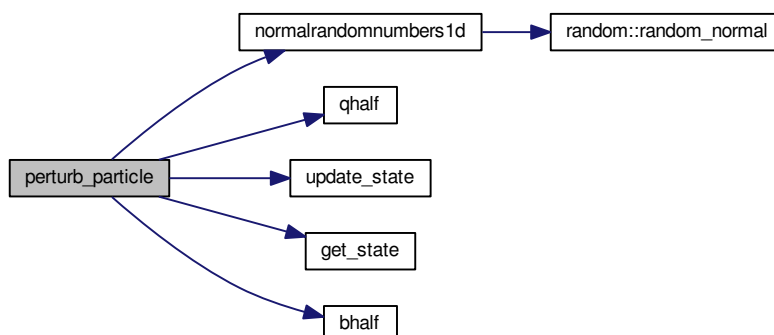 normalrandomnumbers1d
random::random_normal
qhalf
perturb_particle
update_state
get_state
bhalf